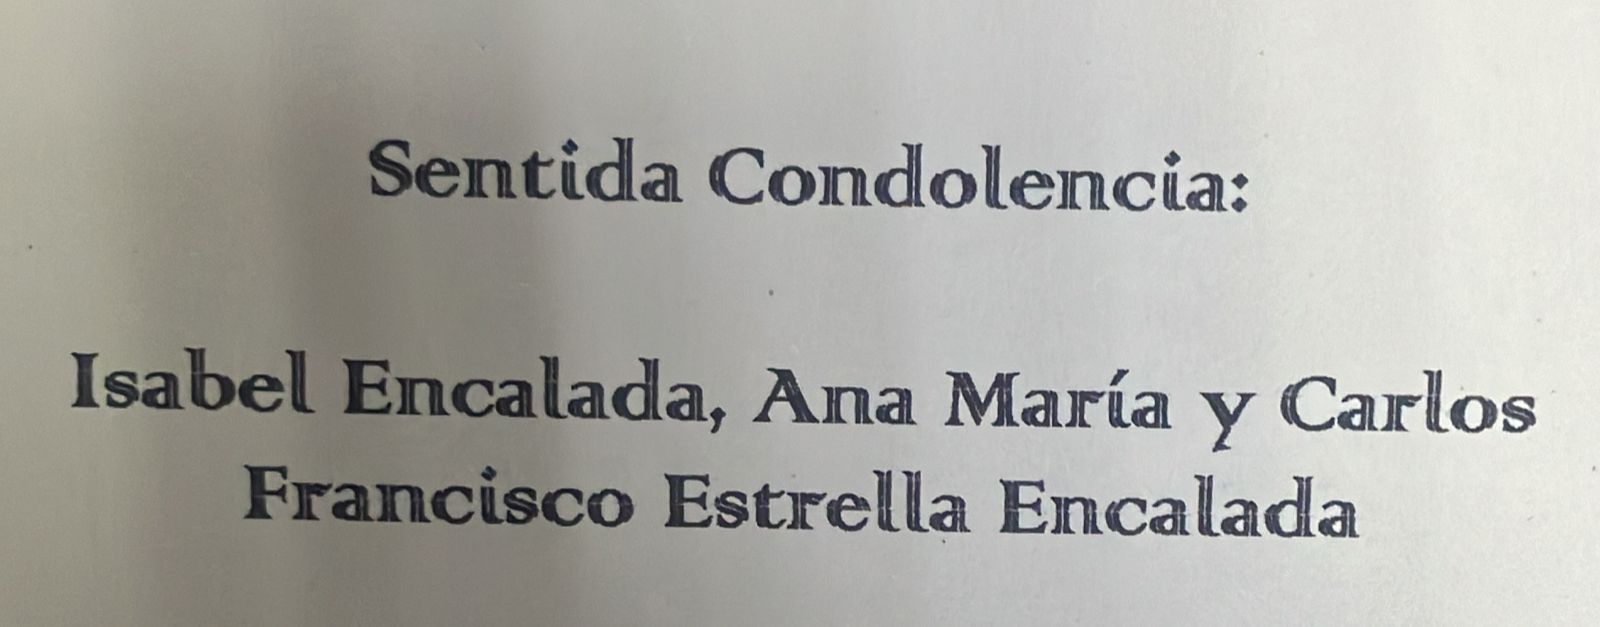 Sentida Condolencia:
Isabel Encalada, Ana María y Carlos
Francisco Estrella Encalada